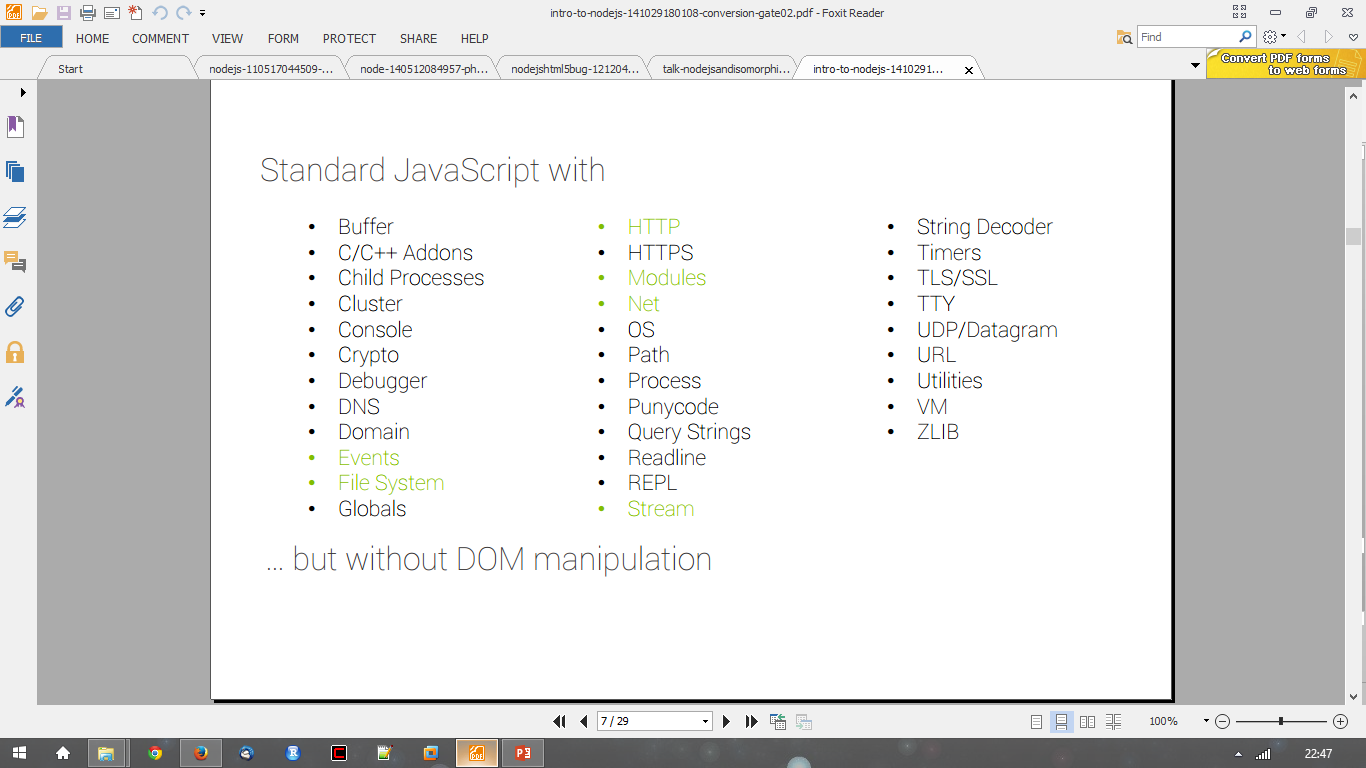 intro-to-nodejs-141029180108-conversion-gate02.pdf - Foxit Reader
FILE HOME COMMENT VIEW FORM PROTECT SHARE HELP
Find
Start nodejs-110517044509-... node-140512084957-ph... nodejshtml5bug-121204... talk-nodejsandisomorphi... intro-to-nodejs-1410291...
Convert PDF forms
to web forms
Standard JavaScript with
• Buffer
• C/C++ Addons
• Child Processes
• Cluster
• Console
• Crypto
• Debugger
• DNS
• Domain
• Events
• File System
• Globals
• HTTP
• HTTPS
• Modules
• Net
• OS
• Path
• Process
• Punycode
• Query Strings
• Readline
• REPL
• Stream
• String Decoder
• Timers
• TLS/SSL
• TTY
• UDP/Datagram
• URL
• Utilities
• VM
• ZLIB
... but without DOM manipulation
7 / 29
100%
22:47